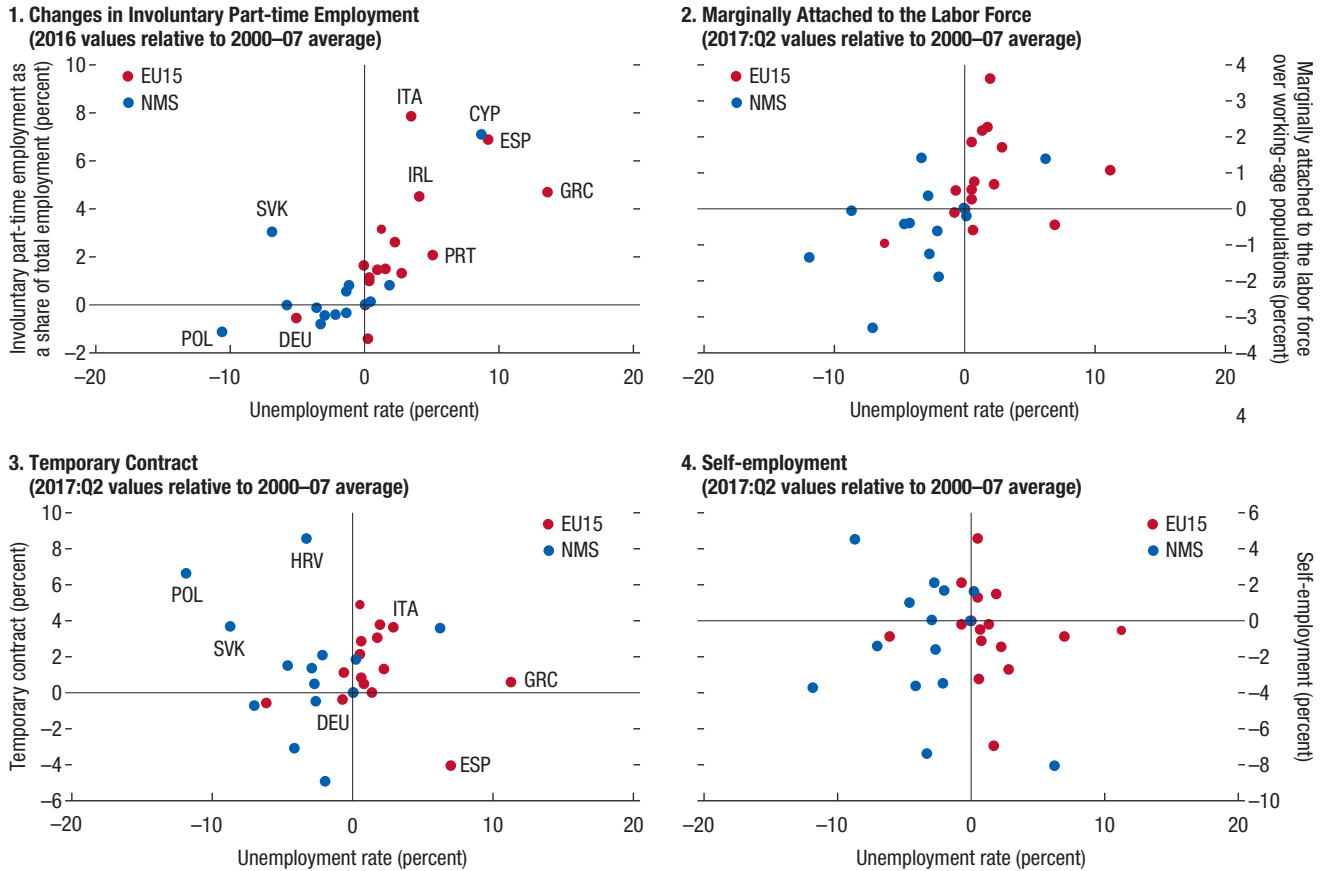 1. Changes in Involuntary Part-time Employment
(2016 values relative to 2000–07 average)
Involuntary part-time employment as
a share of total employment (percent)
10
8
6
4
2
0
–2
EU15
NMS
ITA
CYP
ESP
IRL
GRC
SVK
PRT
POL
DEU
–20
–10
0
10
20
Unemployment rate (percent)
2. Marginally Attached to the Labor Force
(2017:Q2 values relative to 2000–07 average)
EU15
NMS
4
3
2
1
0
–1
–2
–3
–4
Marginally attached to the labor force
over working-age populations (percent)
–20
–10
0
10
20
Unemployment rate (percent)
4
3. Temporary Contract
(2017:Q2 values relative to 2000–07 average)
Temporary contract (percent)
10
8
6
4
2
0
–2
–4
–6
EU15
NMS
HRV
POL
ITA
SVK
GRC
DEU
ESP
–20
–10
0
10
20
Unemployment rate (percent)
4. Self-employment
(2017:Q2 values relative to 2000–07 average)
EU15
NMS
6
4
2
0
–2
–4
–6
–8
–10
Self-employment (percent)
–20
–10
0
10
20
Unemployment rate (percent)